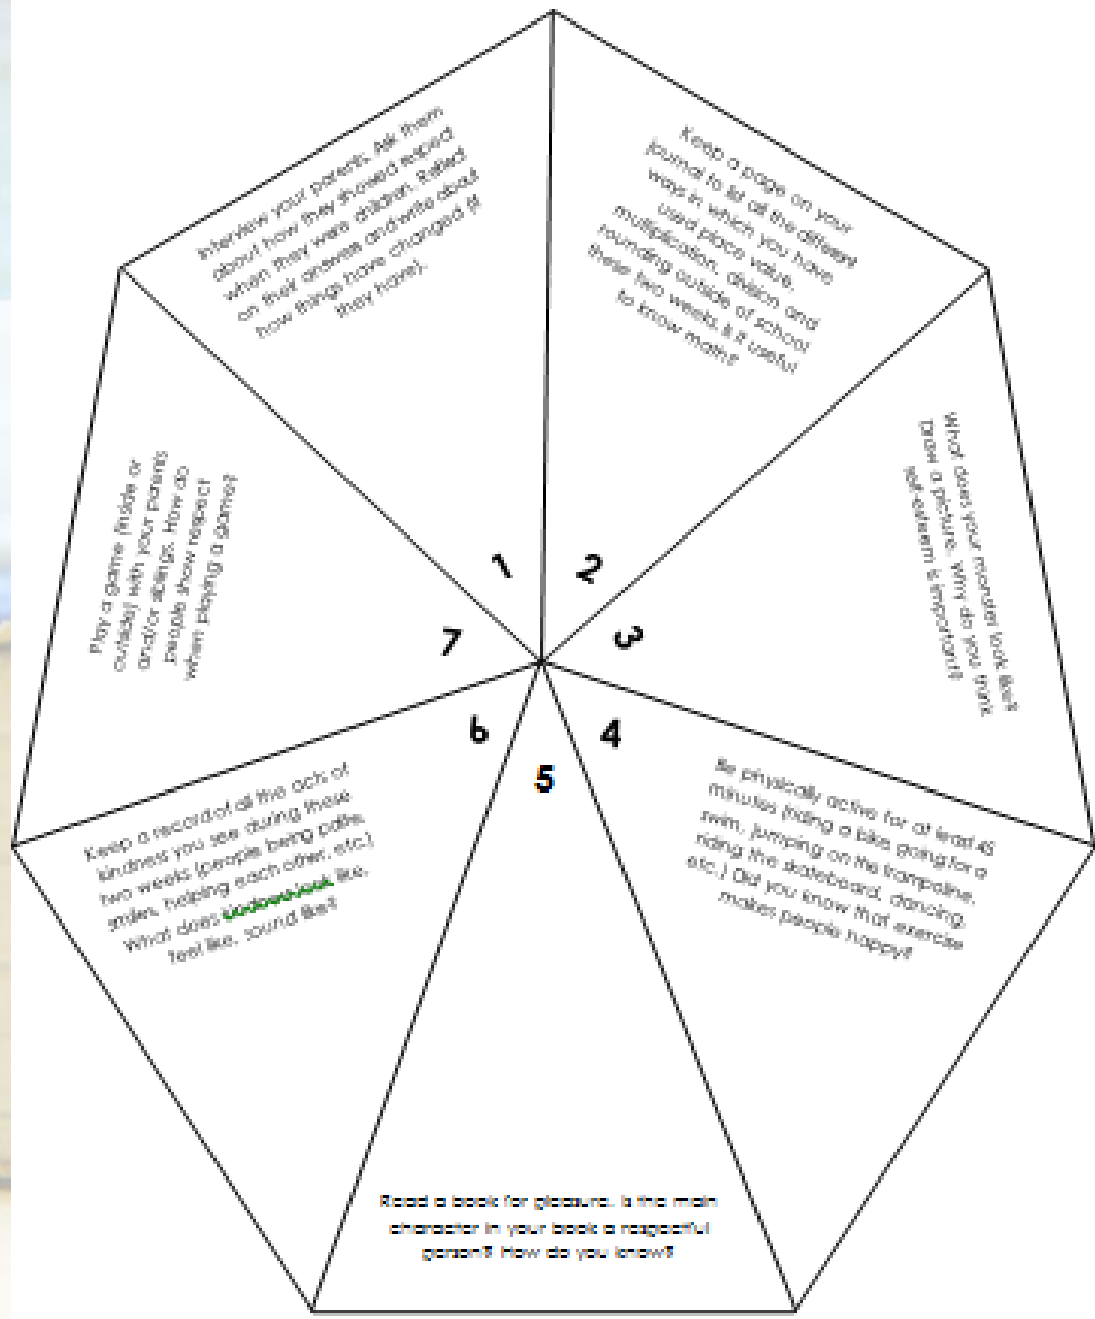 1
Interview your parents. Ask them
about how they showed respect
when they were children. Reflect
on their answers and write about
how things have changed (if
they have).
2
Keep a page on your
journal to list all the different
ways in which you have
used place value,
multiplication, division and
rounding outside of school
these two weeks. Is it useful
to know math?
3
What does your monster look like?
Draw a picture. Why do you think
self-esteem is important?
4
Be physically active for at least 45
minutes (riding a bike, going for a
swim, jumping on the trampoline,
riding the skateboard, dancing,
etc.) Did you know that exercise
makes people happy?
5
Read a book for pleasure. Is the main
character in your book a respectful
person? How do you know?
6
Keep a record of all the acts of
kindness you see during these
two weeks (people being polite,
smiles, helping each other, etc.)
What does like,
feel like, sound like?
7
Play a game (inside or
outside) with your parents
and/or siblings. How do
people show respect
when playing a game?